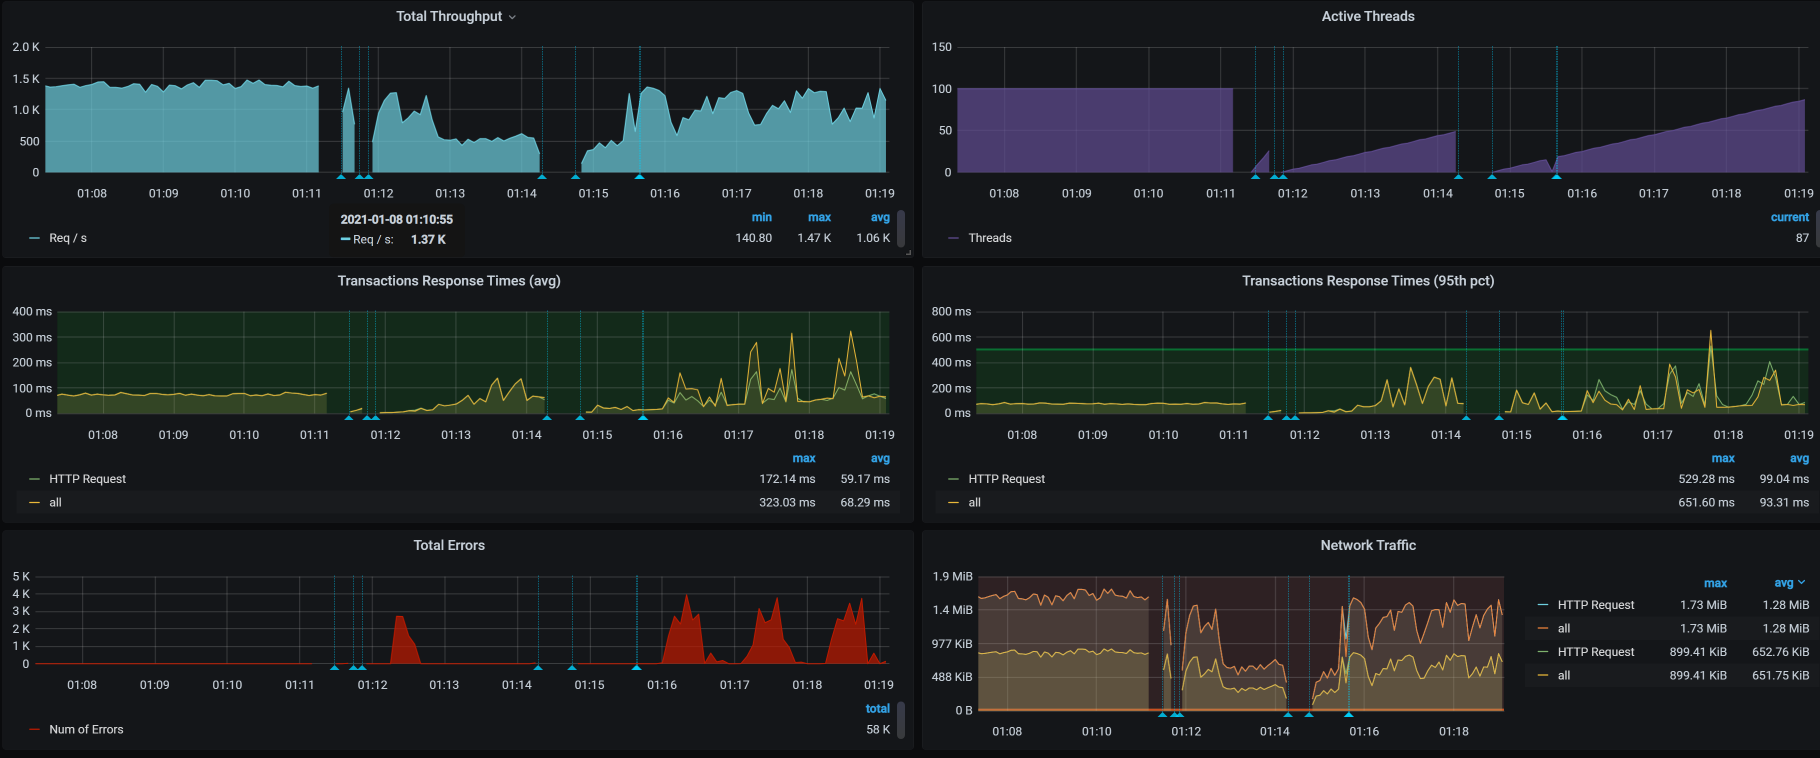 Total Throughput
2.0 K
1.5 K
1.0 K
500
0
01:08 01:09 01:10 01:11 01:12 01:13 01:14 01:15 01:16 01:17 01:18 01:19
2021-01-08 01:10:55
Req / s: 1.37 K
min max avg
Req / s 140.80 1.47 K 1.06 K
Active Threads
150
100
50
0
01:08 01:09 01:10 01:11 01:12 01:13 01:14 01:15 01:16 01:17 01:18 01:19
current
Threads 87
Transactions Response Times (avg)
400 ms
300 ms
200 ms
100 ms
0 ms
01:08 01:09 01:10 01:11 01:12 01:13 01:14 01:15 01:16 01:17 01:18 01:19
max avg
HTTP Request 172.14 ms 59.17 ms
all 323.03 ms 68.29 ms
Transactions Response Times (95th pct)
800 ms
600 ms
400 ms
200 ms
0 ms
01:08 01:09 01:10 01:11 01:12 01:13 01:14 01:15 01:16 01:17 01:18 01:19
max avg
HTTP Request 529.28 ms 99.04 ms
all 651.60 ms 93.31 ms
Total Errors
5 K
4 K
3 K
2 K
1 K
0
01:08 01:09 01:10 01:11 01:12 01:13 01:14 01:15 01:16 01:17 01:18 01:19
total
Num of Errors 58 K
Network Traffic
1.9 MiB
1.4 MiB
977 KiB
488 KiB
0 B
01:08 01:10 01:12 01:14 01:16 01:18
max avg
HTTP Request 1.73 MiB 1.28 MiB
all 1.73 MiB 1.28 MiB
HTTP Request 899.41 KiB 652.76 KiB
all 899.41 KiB 651.75 KiB